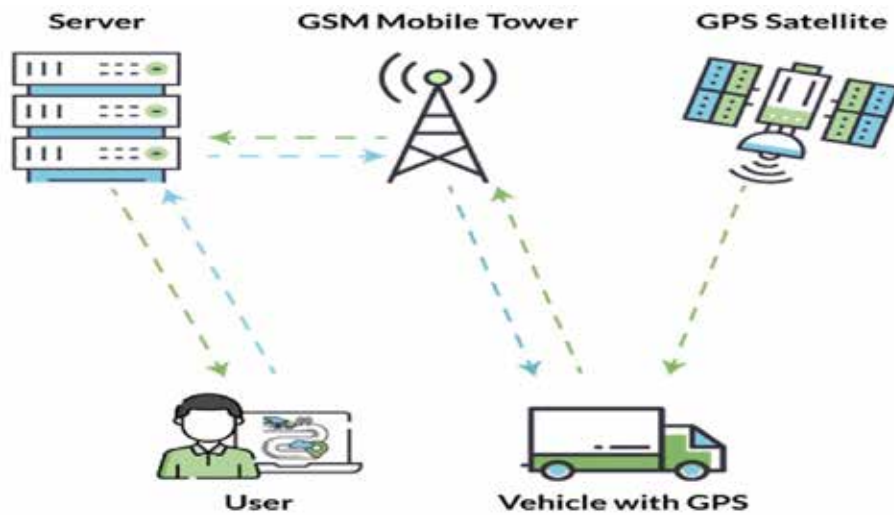 Server
GSM Mobile Tower
GPS Satellite
User
Vehicle with GPS